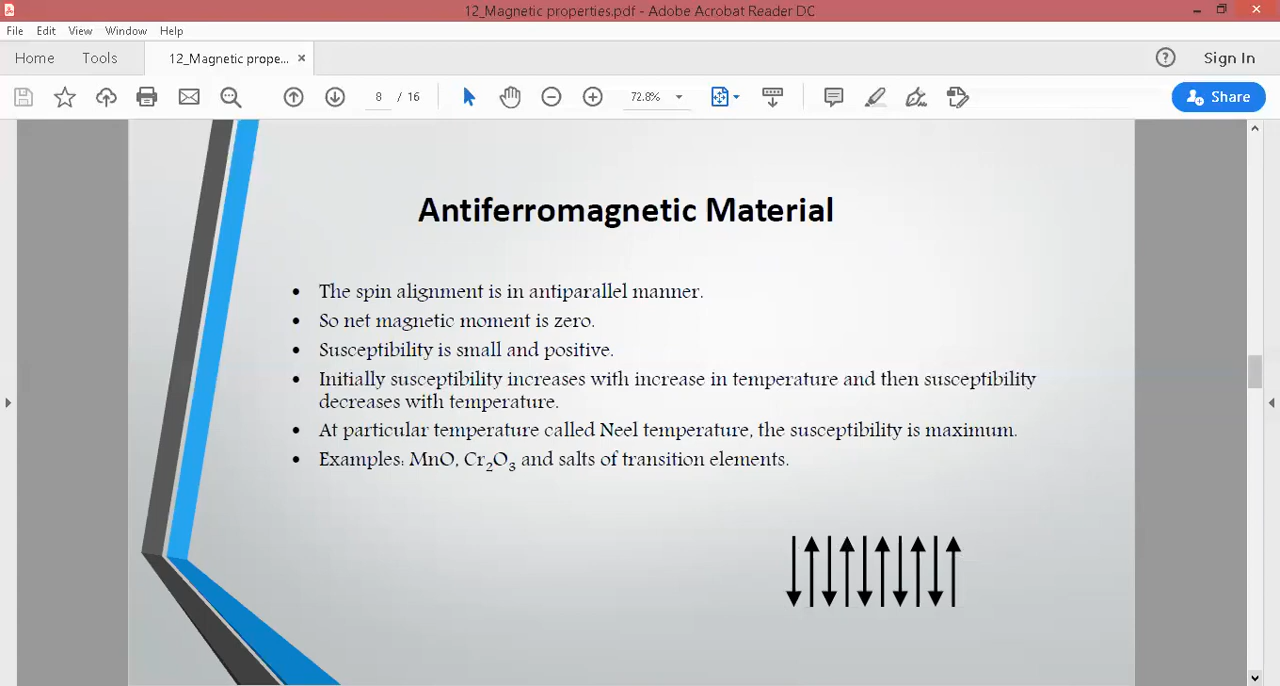 12_Magnetic properties.pdf - Adobe Acrobat Reader DC
File Edit View Window Help
Home Tools 12_Magnetic prope... × Sign In
8 / 16 72.8% Share
Antiferromagnetic Material
• The spin alignment is in antiparallel manner.
• So net magnetic moment is zero.
• Susceptibility is small and positive.
• Initially susceptibility increases with increase in temperature and then susceptibility
decreases with temperature.
• At particular temperature called Neel temperature, the susceptibility is maximum.
• Examples: MnO, Cr₂O₃ and salts of transition elements.